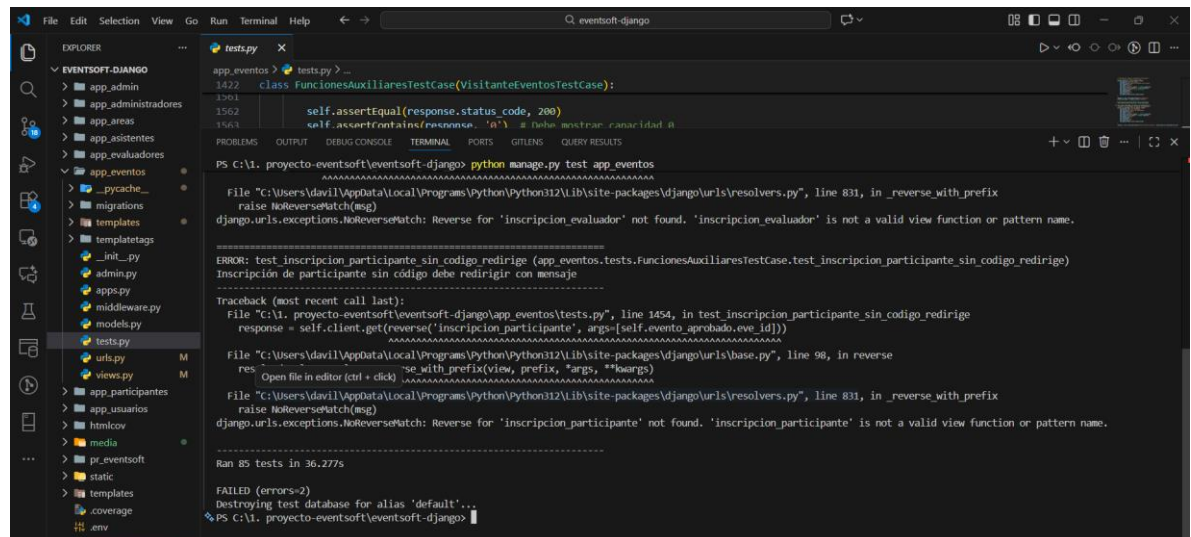 File Edit Selection View Go Run Terminal Help
eventsoft-django
EXPLORER
EVENTSOFT-DJANGO
app_admin
app_administradores
app_areas
app_asistentes
app_evaluadores
app_eventos
__pycache__
migrations
templates
templatetags
__init__.py
admin.py
apps.py
middleware.py
models.py
tests.py
urls.py M
views.py M
app_participantes
app_usuarios
htmlcov
media
pr_eventsoft
static
templates
.coverage
.env
18
4
tests.py
app_eventos > tests.py > ...
1422 class FuncionesAuxiliaresTestCase(VisitanteEventosTestCase):
1561
1562 self.assertEqual(response.status_code, 200)
1563 self.assertContains(response, '0') # Debe mostrar capacidad 0
PROBLEMS OUTPUT DEBUG CONSOLE TERMINAL PORTS GITLENS QUERY RESULTS
PS C:\1. proyecto-eventsoft\eventsoft-django> python manage.py test app_eventos
File "C:\Users\davil\AppData\Local\Programs\Python\Python312\Lib\site-packages\django\urls\resolvers.py", line 831, in _reverse_with_prefix
raise NoReverseMatch(msg)
django.urls.exceptions.NoReverseMatch: Reverse for 'inscripcion_evaluador' not found. 'inscripcion_evaluador' is not a valid view function or pattern name.
======================================================================
ERROR: test_inscripcion_participante_sin_codigo_redirige (app_eventos.tests.FuncionesAuxiliaresTestCase.test_inscripcion_participante_sin_codigo_redirige)
Inscripción de participante sin código debe redirigir con mensaje
----------------------------------------------------------------------
Traceback (most recent call last):
File "C:\1. proyecto-eventsoft\eventsoft-django\app_eventos\tests.py", line 1454, in test_inscripcion_participante_sin_codigo_redirige
response = self.client.get(reverse('inscripcion_participante', args=[self.evento_aprobado.eve_id]))
File "C:\Users\davil\AppData\Local\Programs\Python\Python312\Lib\site-packages\django\urls\base.py", line 98, in reverse
res
Open file in editor (ctrl + click)
se_with_prefix(view, prefix, *args, **kwargs)
File "C:\Users\davil\AppData\Local\Programs\Python\Python312\Lib\site-packages\django\urls\resolvers.py", line 831, in _reverse_with_prefix
raise NoReverseMatch(msg)
django.urls.exceptions.NoReverseMatch: Reverse for 'inscripcion_participante' not found. 'inscripcion_participante' is not a valid view function or pattern name.
----------------------------------------------------------------------
Ran 85 tests in 36.277s
FAILED (errors=2)
Destroying test database for alias 'default'...
PS C:\1. proyecto-eventsoft\eventsoft-django>